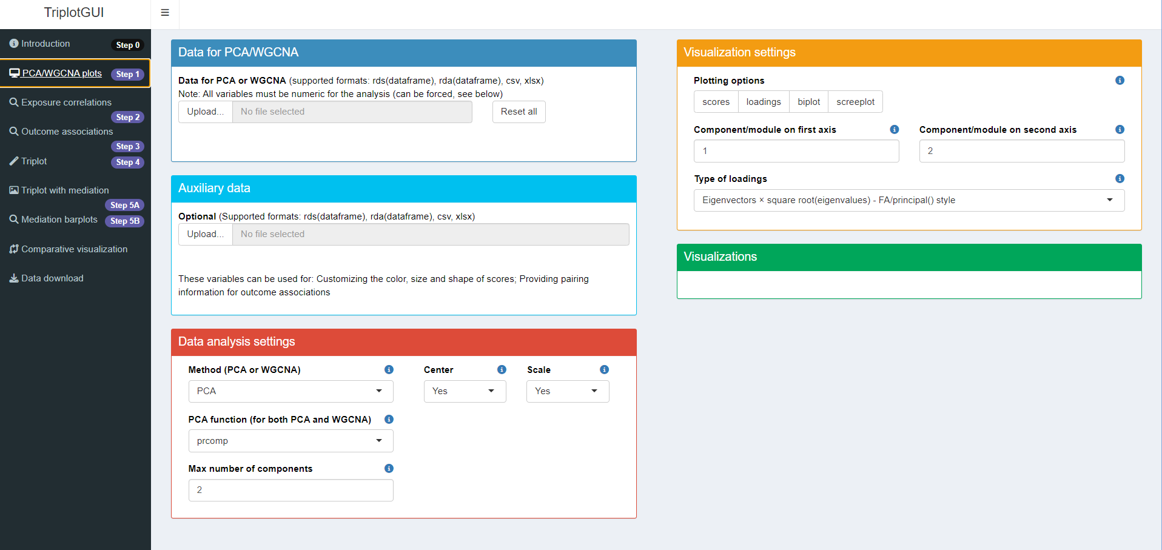 TriplotGUI
Introduction
Step 0
PCA/WGCNA plots
Step 1
Exposure correlations
Step 2
Outcome associations
Step 3
Triplot
Step 4
Triplot with mediation
Step 5A
Mediation barplots
Step 5B
Comparative visualization
Data download
Data for PCA/WGCNA
Data for PCA or WGCNA (supported formats: rds(dataframe), rda(dataframe), csv, xlsx)
Note: All variables must be numeric for the analysis (can be forced, see below)
Upload... No file selected
Reset all
Auxiliary data
Optional (Supported formats: rds(dataframe), rda(dataframe), csv, xlsx)
Upload... No file selected
These variables can be used for: Customizing the color, size and shape of scores; Providing pairing
information for outcome associations
Data analysis settings
Method (PCA or WGCNA)
PCA
Center
Yes
Scale
Yes
PCA function (for both PCA and WGCNA)
prcomp
Max number of components
2
Visualization settings
Plotting options
scores loadings biplot screeplot
Component/module on first axis
1
Component/module on second axis
2
Type of loadings
Eigenvectors × square root(eigenvalues) - FA/principal() style
Visualizations